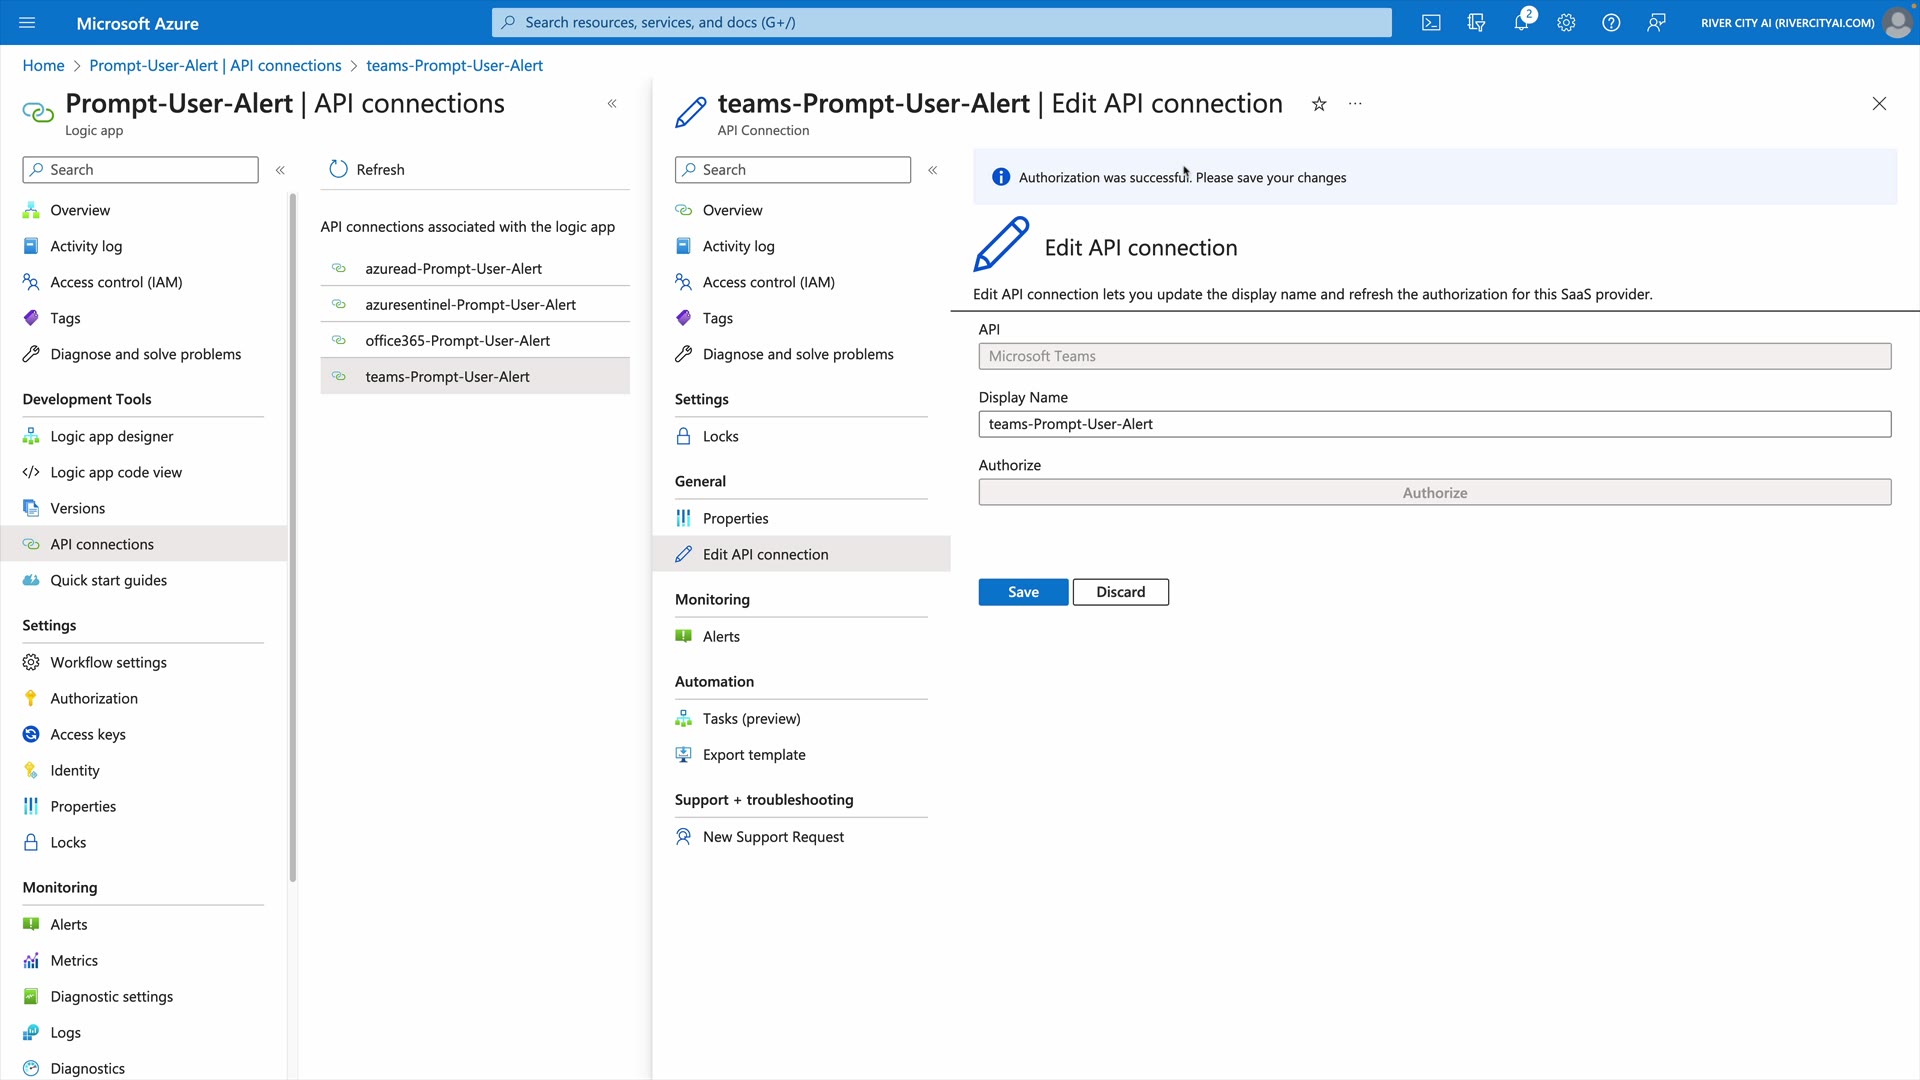 Microsoft Azure
Search resources, services, and docs (G+/)
2
RIVER CITY AI (RIVERCITYAI.COM)
Home > Prompt-User-Alert | API connections > teams-Prompt-User-Alert
Prompt-User-Alert | API connections
Logic app
Search
Overview
Activity log
Access control (IAM)
Tags
Diagnose and solve problems
Development Tools
Logic app designer
Logic app code view
Versions
API connections
Quick start guides
Settings
Workflow settings
Authorization
Access keys
Identity
Properties
Locks
Monitoring
Alerts
Metrics
Diagnostic settings
Logs
Diagnostics
Refresh
API connections associated with the logic app
azuread-Prompt-User-Alert
azuresentinel-Prompt-User-Alert
office365-Prompt-User-Alert
teams-Prompt-User-Alert
teams-Prompt-User-Alert | Edit API connection
API Connection
Search
Overview
Activity log
Access control (IAM)
Tags
Diagnose and solve problems
Settings
Locks
General
Properties
Edit API connection
Monitoring
Alerts
Automation
Tasks (preview)
Export template
Support + troubleshooting
New Support Request
Authorization was successful. Please save your changes
Edit API connection
Edit API connection lets you update the display name and refresh the authorization for this SaaS provider.
API
Microsoft Teams
Display Name
teams-Prompt-User-Alert
Authorize
Authorize
Save
Discard